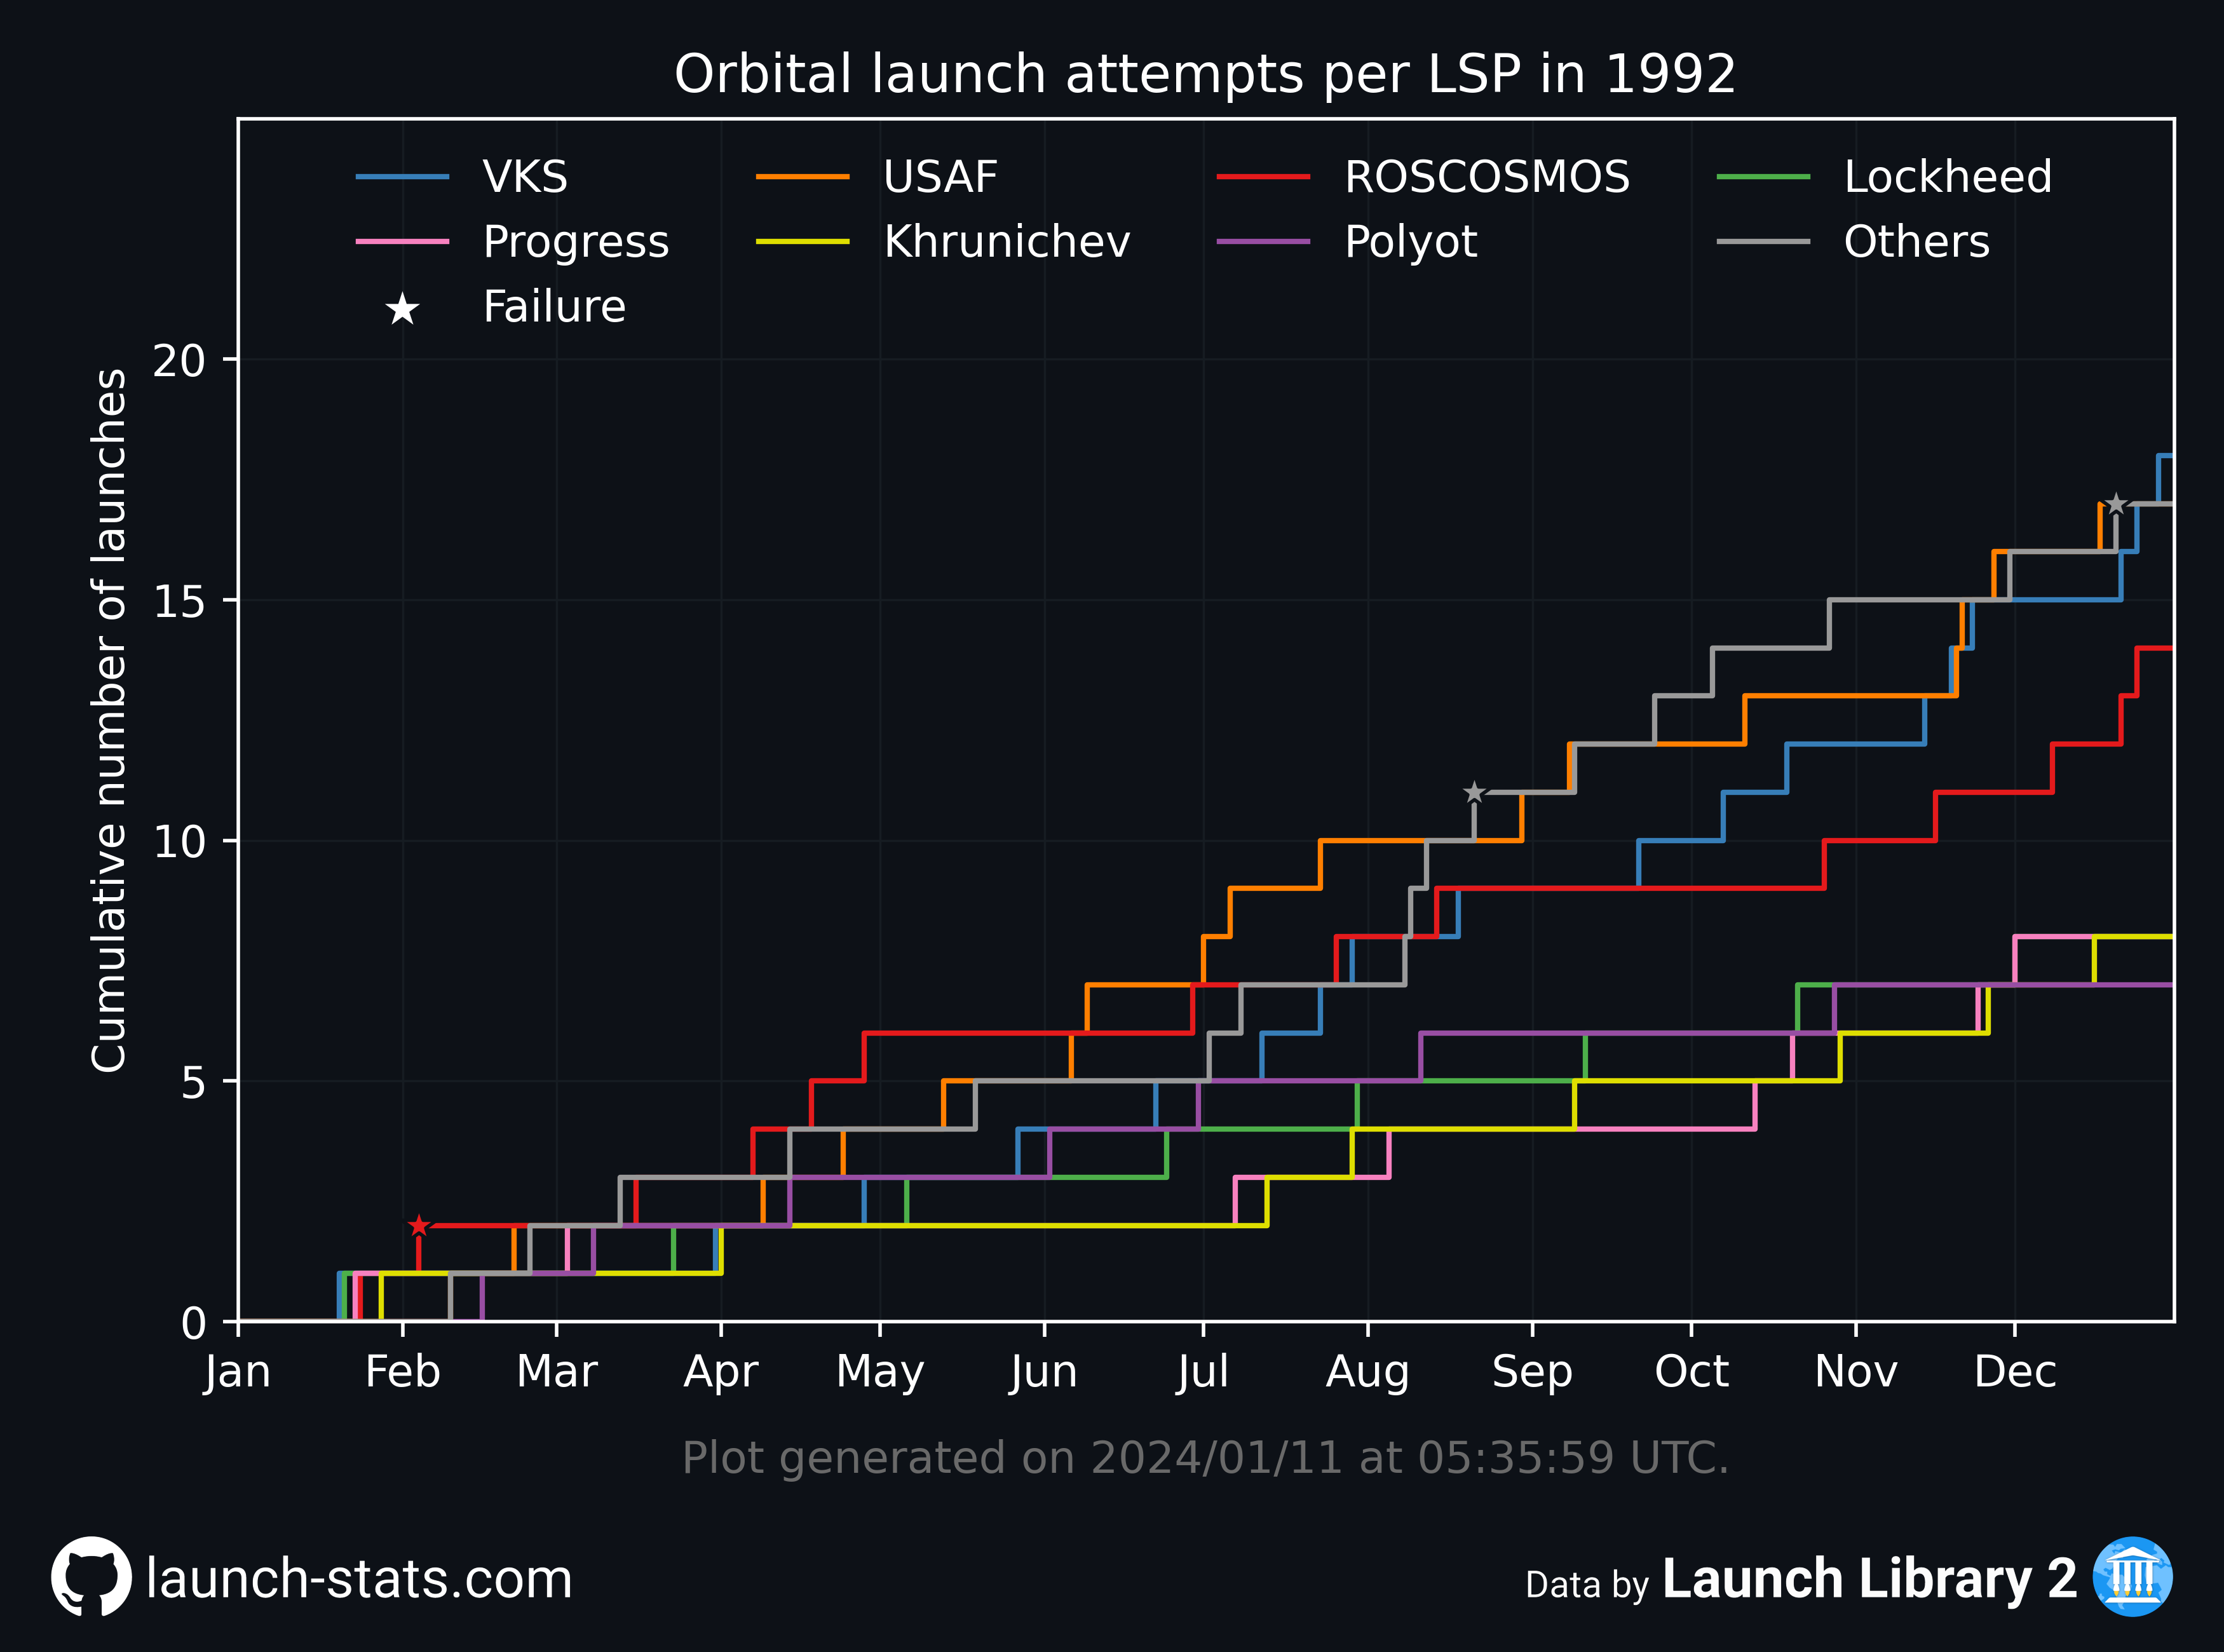 Orbital launch attempts per LSP in 1992
VKS USAF ROSCOSMOS Lockheed
Progress Khrunichev Polyot Others
Failure
Cumulative number of launches
20
15
10
5
0
Jan Feb Mar Apr May Jun Jul Aug Sep Oct Nov Dec
Plot generated on 2024/01/11 at 05:35:59 UTC.
launch-stats.com
Data by Launch Library 2